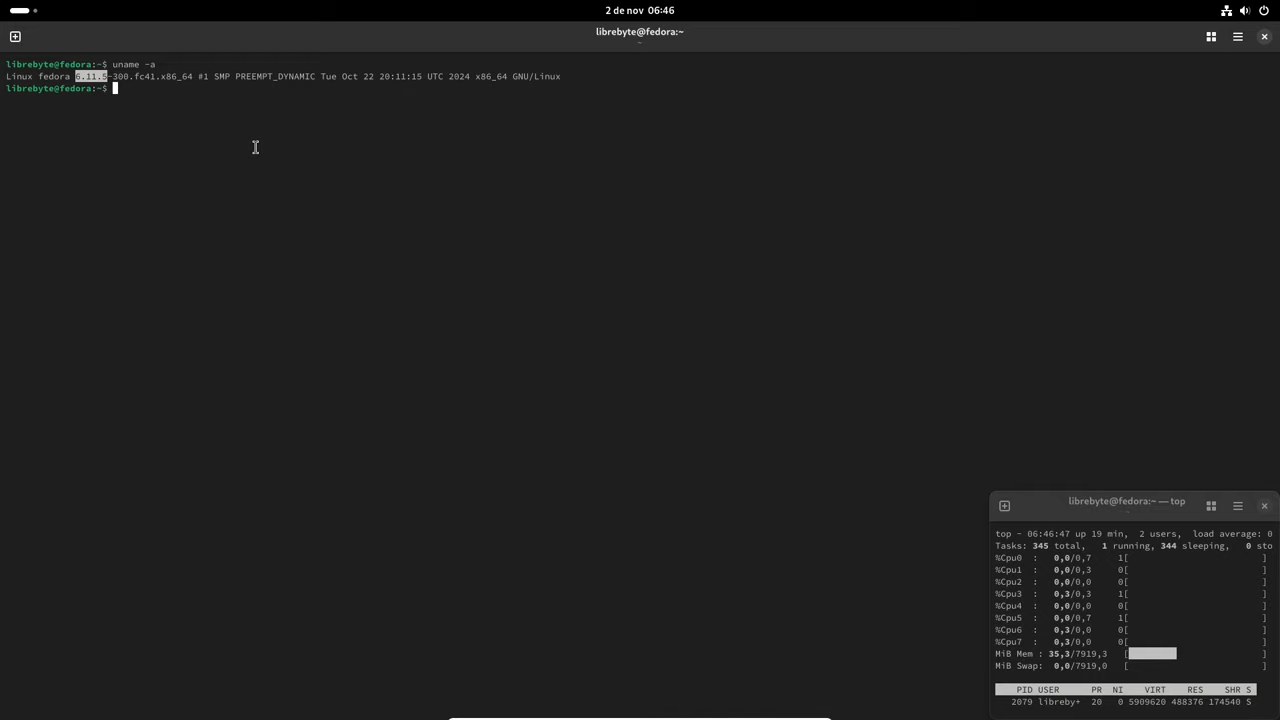 2 de nov 06:46
librebyte@fedora:~
~
librebyte@fedora:~$ uname -a
Linux fedora 6.11.5-300.fc41.x86_64 #1 SMP PREEMPT_DYNAMIC Tue Oct 22 20:11:15 UTC 2024 x86_64 GNU/Linux
librebyte@fedora:~$
librebyte@fedora:~ — top
~
top - 06:46:47 up 19 min, 2 users, load average: 0
Tasks: 345 total, 1 running, 344 sleeping, 0 sto
%Cpu0 : 0,0/0,7 1[ ]
%Cpu1 : 0,0/0,3 0[ ]
%Cpu2 : 0,0/0,0 0[ ]
%Cpu3 : 0,3/0,3 1[ ]
%Cpu4 : 0,0/0,0 0[ ]
%Cpu5 : 0,0/0,7 1[ ]
%Cpu6 : 0,3/0,0 0[ ]
%Cpu7 : 0,3/0,0 0[ ]
MiB Mem : 35,3/7919,3 [ ]
MiB Swap: 0,0/7919,0 [ ]
PID USER PR NI VIRT RES SHR S
2079 libreby+ 20 0 5909620 488376 174540 S